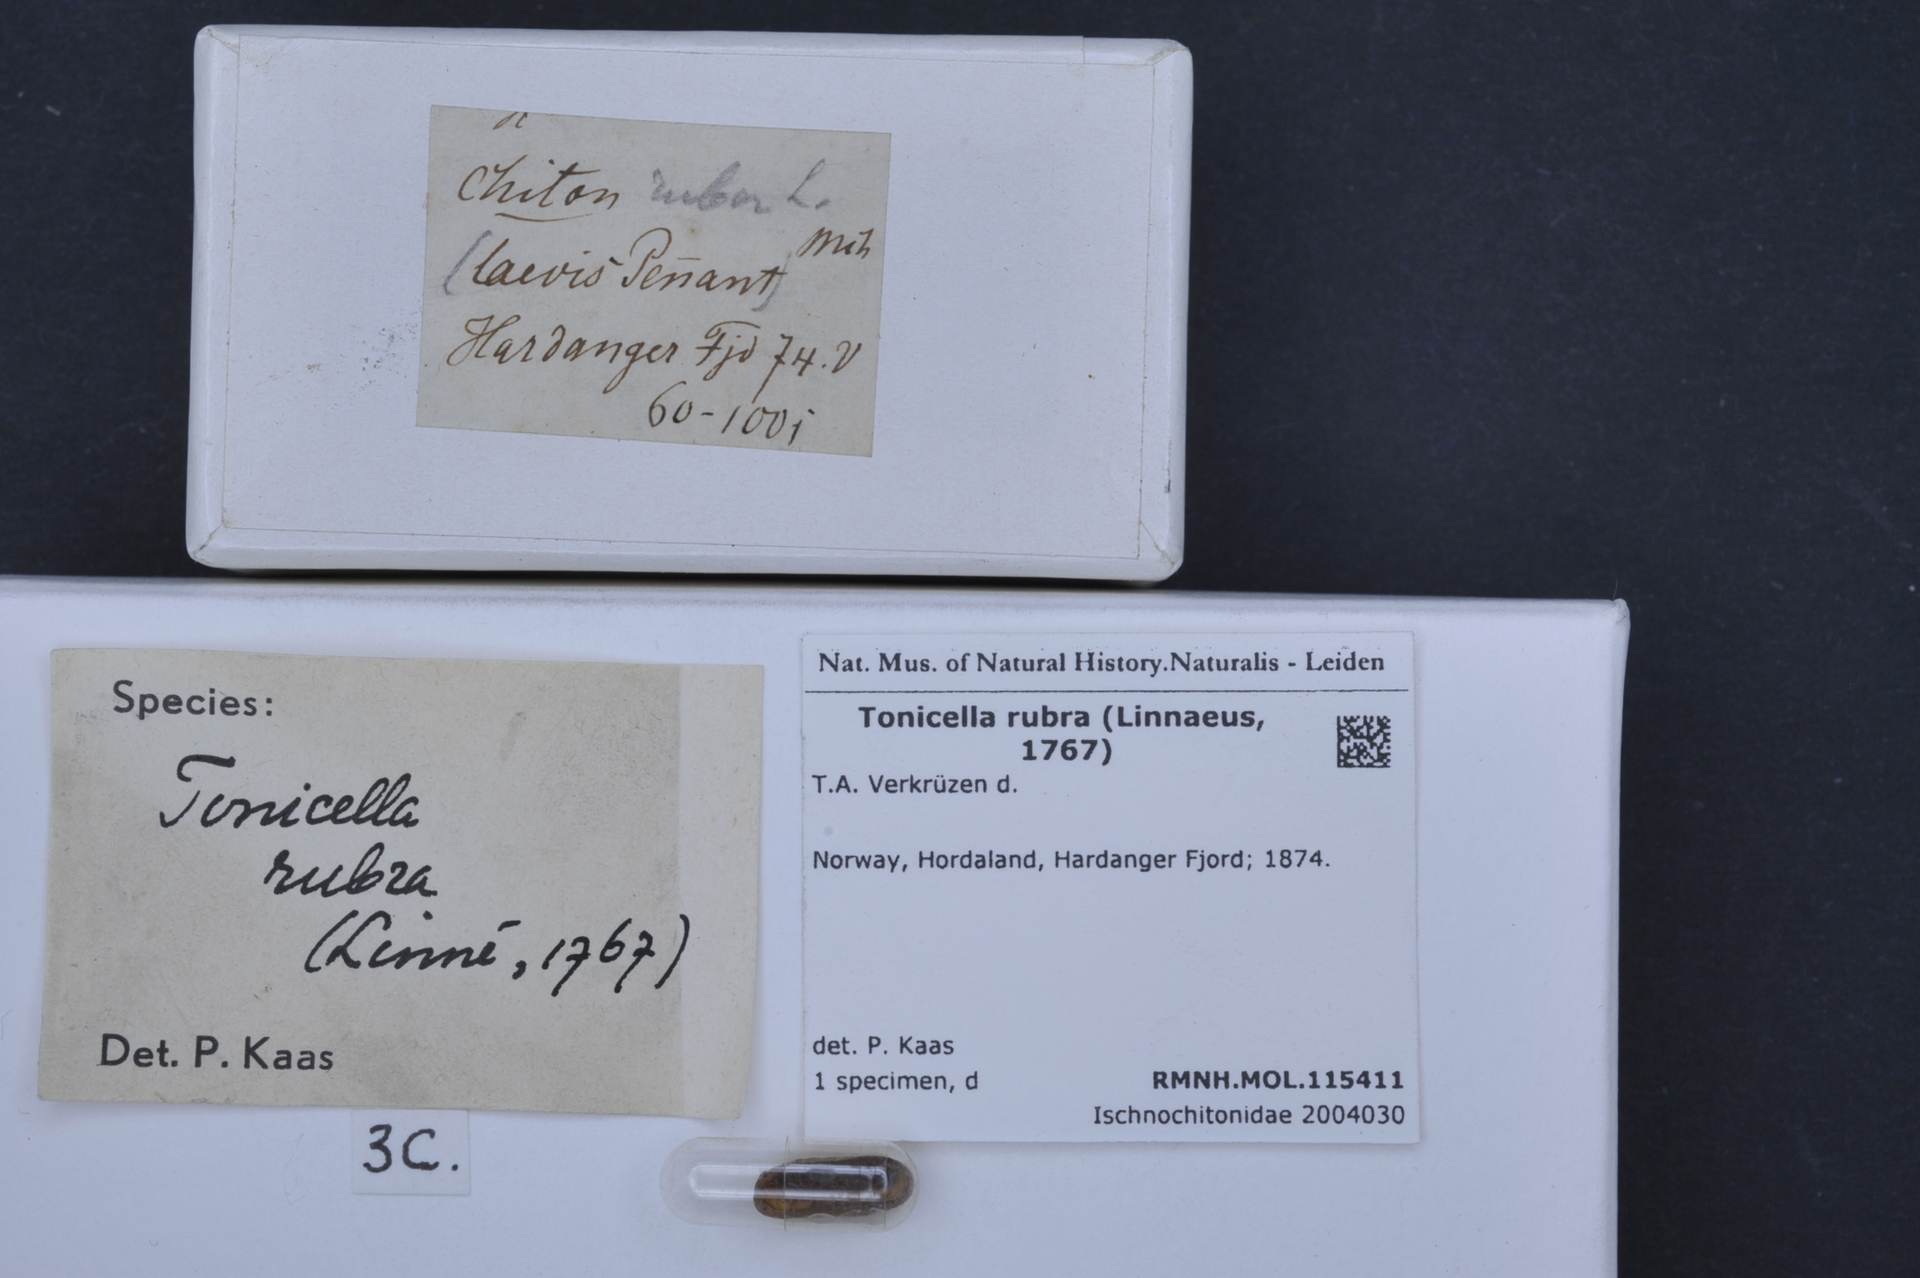 Chiton ruber L.
(laevis Penñant)
Hardanger Fjd 74. V
60-100
Species:
Tonicella
rubra
(Linné, 1767)
Det. P. Kaas
3C.
Nat. Mus. of Natural History.Naturalis - Leiden
Tonicella rubra (Linnaeus,
1767)
T.A. Verkrüzen d.
Norway, Hordaland, Hardanger Fjord; 1874.
det. P. Kaas
1 specimen, d
RMNH.MOL.115411
Ischnochitonidae 2004030